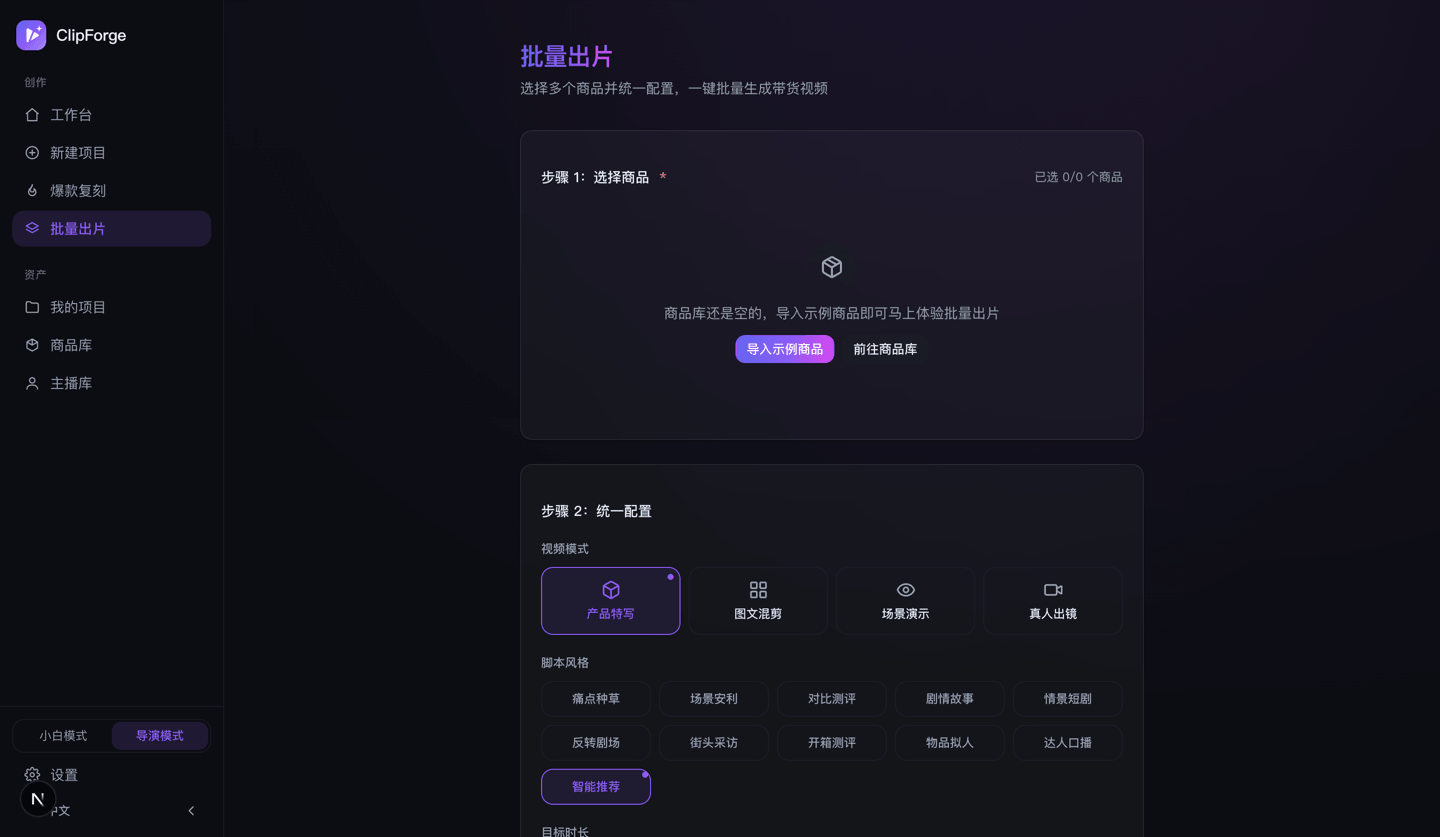 ClipForge
创作
工作台
新建项目
爆款复刻
批量出片
资产
我的项目
商品库
主播库
小白模式 导演模式
设置
N
中文
批量出片
选择多个商品并统一配置，一键批量生成带货视频
步骤 1：选择商品 * 已选 0/0 个商品
商品库还是空的，导入示例商品即可马上体验批量出片
导入示例商品 前往商品库
步骤 2：统一配置
视频模式
产品特写 图文混剪 场景演示 真人出镜
脚本风格
痛点种草 场景安利 对比测评 剧情故事 情景短剧
反转剧场 街头采访 开箱测评 物品拟人 达人口播
智能推荐
目标时长